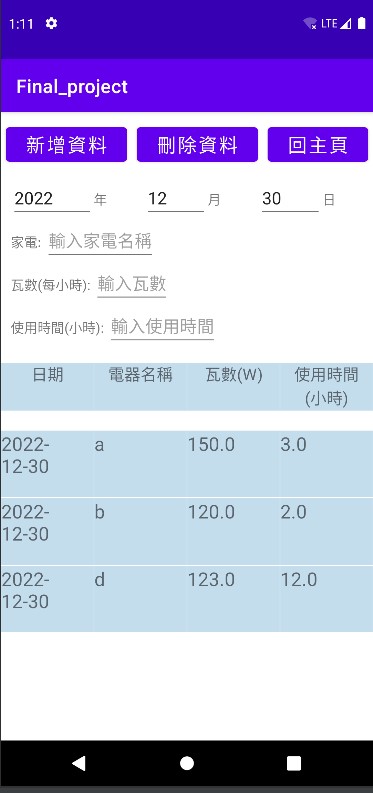 1:11 LTE
Final_project
新增資料 刪除資料 回主頁
2022 年 12 月 30 日
家電: 輸入家電名稱
瓦數(每小時): 輸入瓦數
使用時間(小時): 輸入使用時間
日期 電器名稱 瓦數(W) 使用時間
(小時)
2022- a 150.0 3.0
12-30
2022- b 120.0 2.0
12-30
2022- d 123.0 12.0
12-30